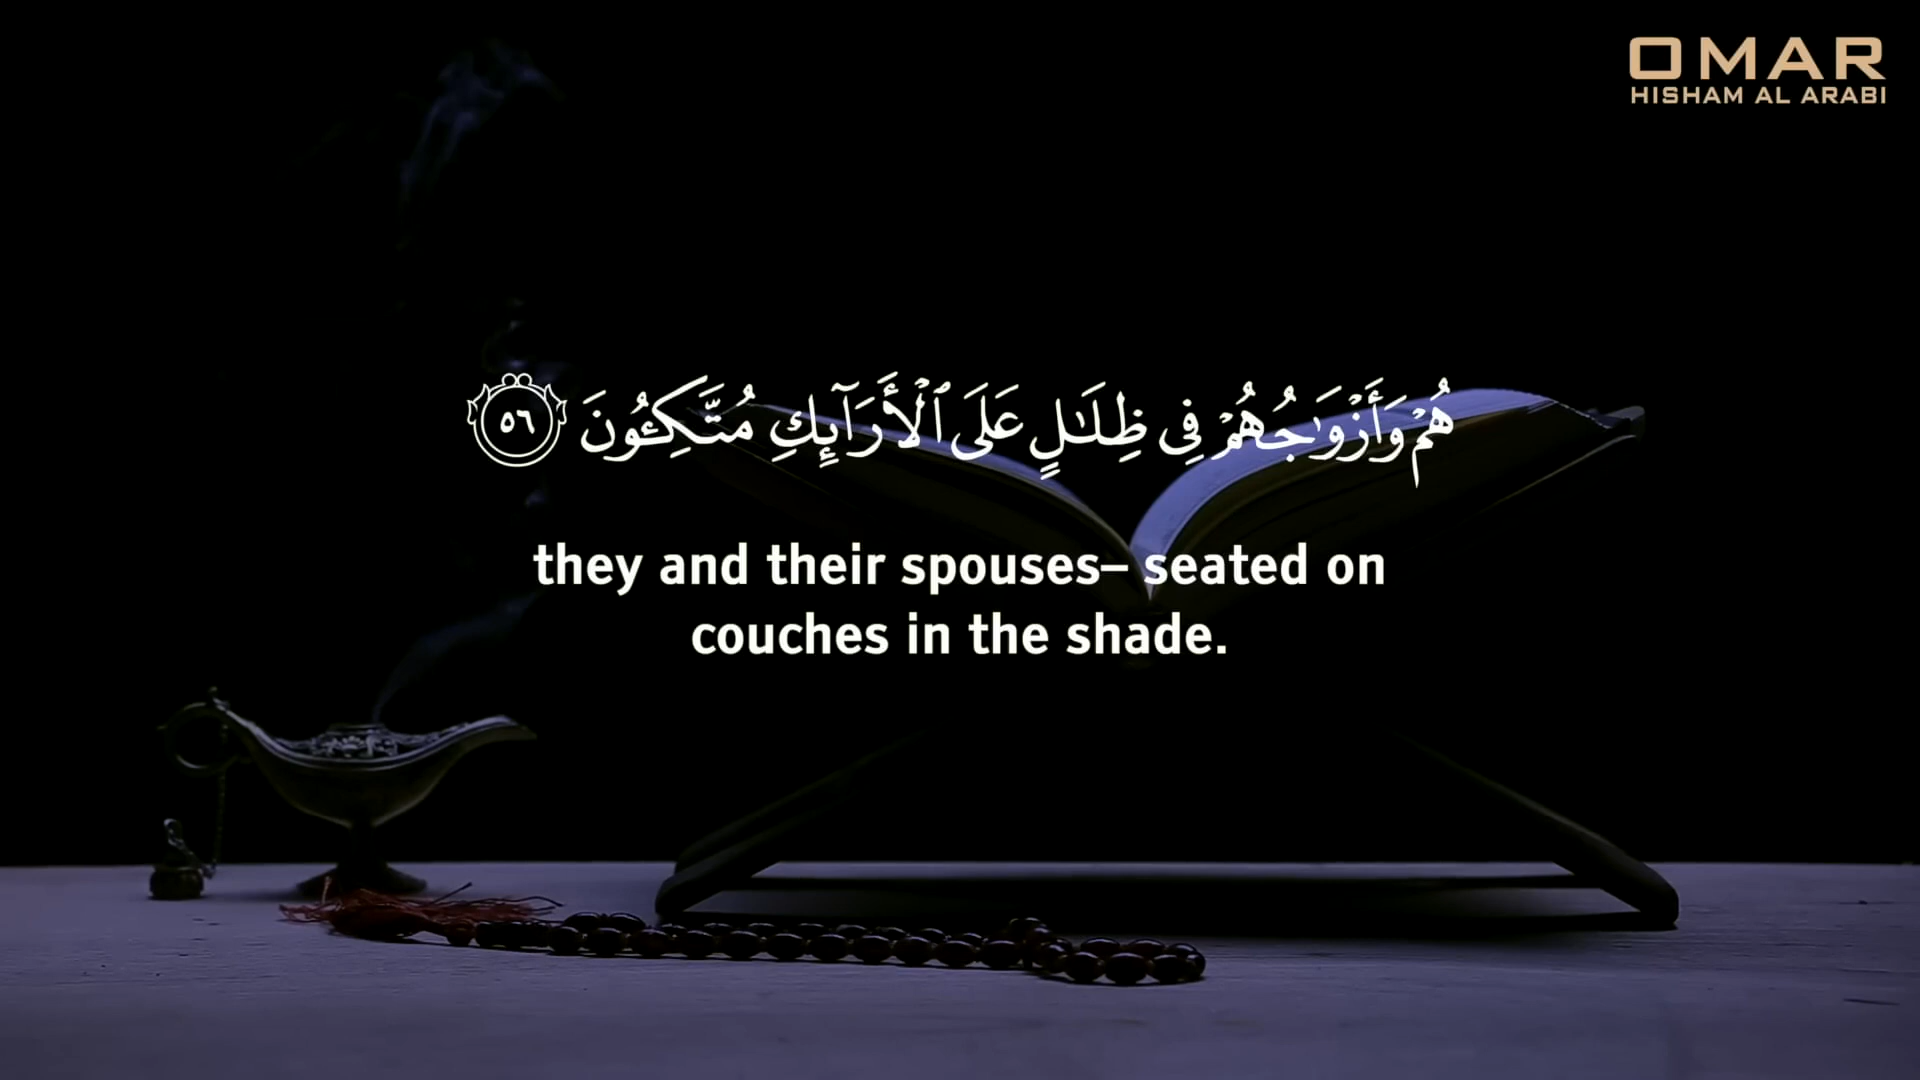 OMAR
HISHAM AL ARABI
هُمْ وَأَزْوَٰجُهُمْ فِى ظِلَـٰلٍ عَلَى ٱلْأَرَآئِكِ مُتَّكِـُٔونَ ٥٦
they and their spouses– seated on
couches in the shade.